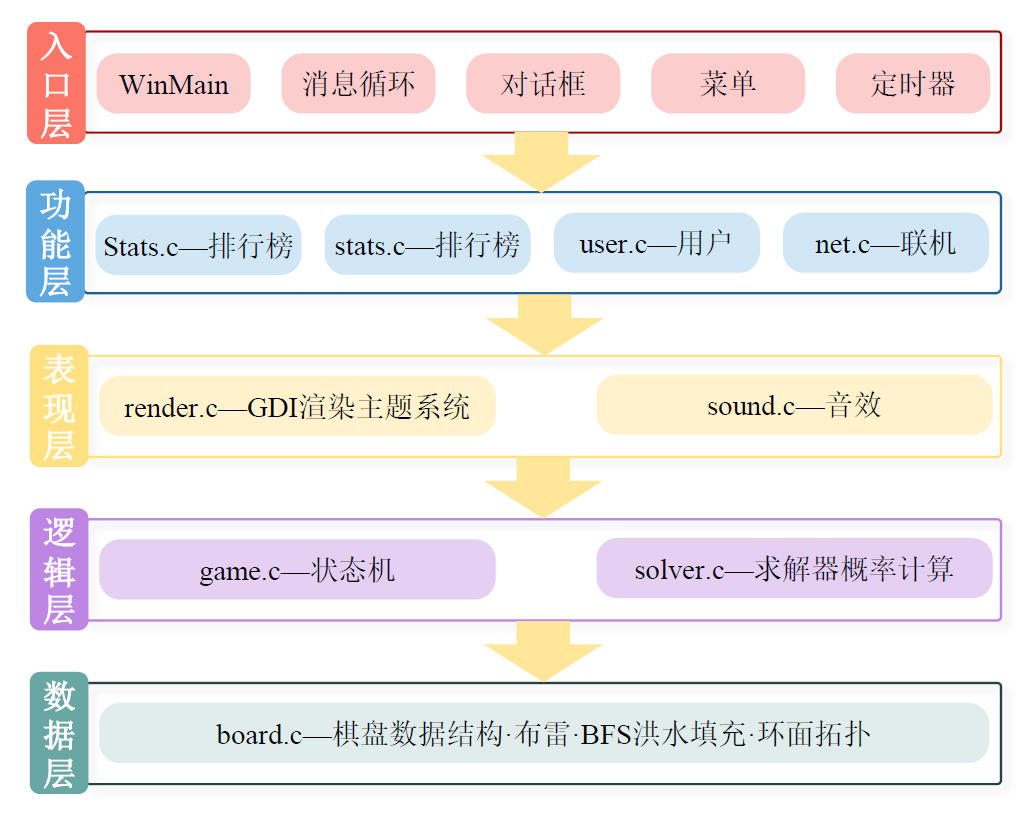 入口层
WinMain
消息循环
对话框
菜单
定时器
功能层
Stats.c—排行榜
stats.c—排行榜
user.c—用户
net.c—联机
表现层
render.c—GDI渲染主题系统
sound.c—音效
逻辑层
game.c—状态机
solver.c—求解器概率计算
数据层
board.c—棋盘数据结构·布雷·BFS洪水填充·环面拓扑